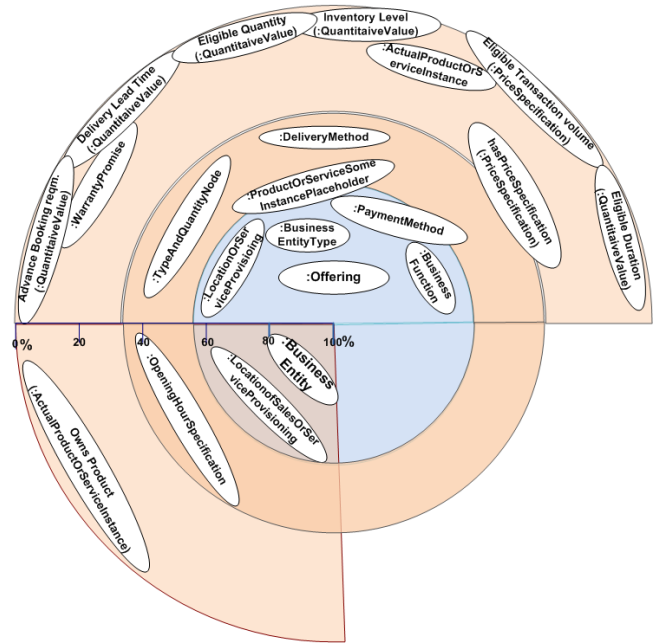 Inventory Level
(:QuantitaiveValue)
Eligible Quantity
(:QuantitaiveValue)
:ActualProductOrS
erviceInstance
Eligible Transaction volume
(:PriceSpecification)
Delivery Lead Time
(:QuantitaiveValue)
:WarrantyPromise
:DeliveryMethod
hasPriceSpecification
(:PriceSpecification)
:ProductOrServiceSome
InstancePlaceholder
Eligible Duration
(:QuantitaiveValue)
Advance Booking reqm.
(:QuantitaiveValue)
:TypeAndQuantityNode
:PaymentMethod
:LocationOrSer
viceProvisioning
:Business
EntityType
:Business
Function
:Offering
0% 20 40 60 80 100%
:Business
Entity
:OpeningHourSpecification
:LocationofSalesOrSer
viceProvisioning
Owns Product
(:ActualProductOrServiceInstance)